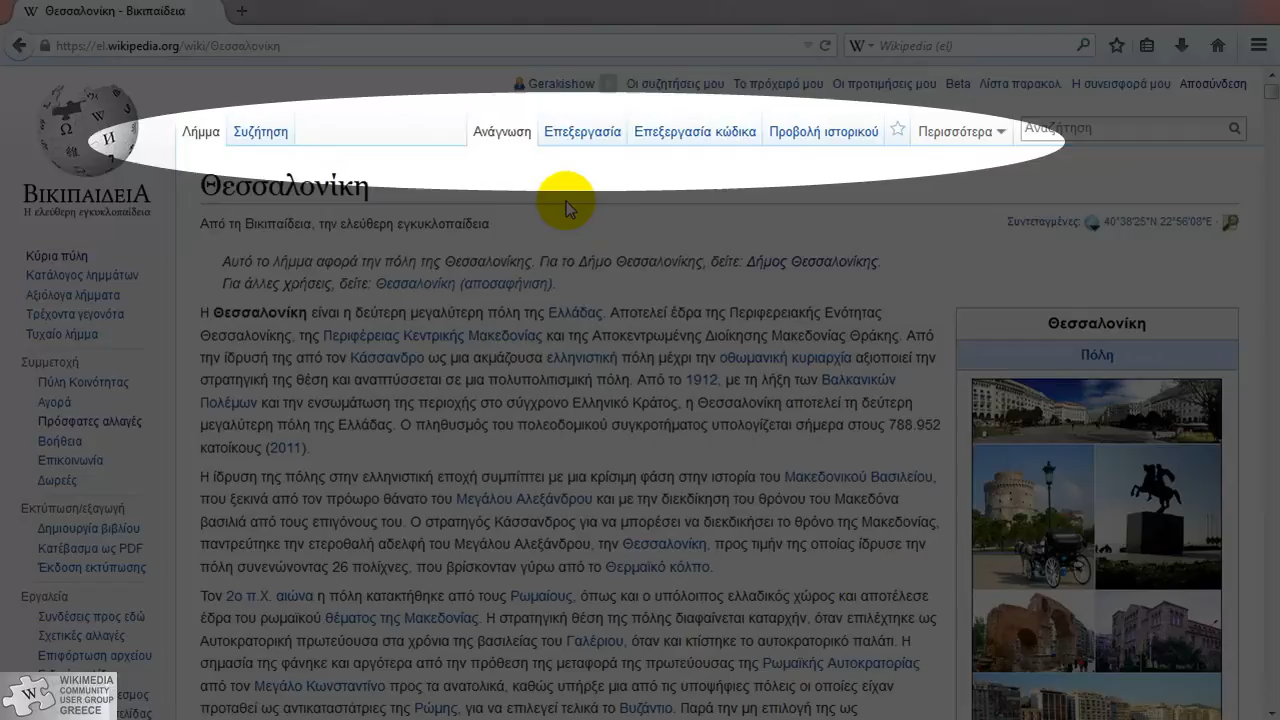 Θεσσαλονίκη - Βικιπαίδεια
https://el.wikipedia.org/wiki/Θεσσαλονίκη
Wikipedia (el)
Gerakishow Οι συζητήσεις μου Το πρόχειρό μου Οι προτιμήσεις μου Beta Λίστα παρακολ. Η συνεισφορά μου Αποσύνδεση
Λήμμα Συζήτηση Ανάγνωση Επεξεργασία Επεξεργασία κώδικα Προβολή ιστορικού Περισσότερα Αναζήτηση
ΒΙΚΙΠΑΙΔΕΙΑ
Η ελεύθερη εγκυκλοπαίδεια
Κύρια πύλη
Κατάλογος λημμάτων
Αξιόλογα λήμματα
Τρέχοντα γεγονότα
Τυχαίο λήμμα
Συμμετοχή
Πύλη Κοινότητας
Αγορά
Πρόσφατες αλλαγές
Βοήθεια
Επικοινωνία
Δωρεές
Εκτύπωση/εξαγωγή
Δημιουργία βιβλίου
Κατέβασμα ως PDF
Έκδοση εκτύπωσης
Εργαλεία
Συνδέσεις προς εδώ
Σχετικές αλλαγές
Επιφόρτωση αρχείου
WIKIMEDIA
COMMUNITY
USER GROUP
GREECE
Θεσσαλονίκη
Από τη Βικιπαίδεια, την ελεύθερη εγκυκλοπαίδεια
Συντεταγμένες: 40°38′25″N 22°56′08″E
Αυτό το λήμμα αφορά την πόλη της Θεσσαλονίκης. Για το Δήμο Θεσσαλονίκης, δείτε: Δήμος Θεσσαλονίκης.
Για άλλες χρήσεις, δείτε: Θεσσαλονίκη (αποσαφήνιση).
Η Θεσσαλονίκη είναι η δεύτερη μεγαλύτερη πόλη της Ελλάδας. Αποτελεί έδρα της Περιφερειακής Ενότητας
Θεσσαλονίκης, της Περιφέρειας Κεντρικής Μακεδονίας και της Αποκεντρωμένης Διοίκησης Μακεδονίας Θράκης. Από
την ίδρυσή της από τον Κάσσανδρο ως μια ακμάζουσα ελληνιστική πόλη μέχρι την οθωμανική κυριαρχία αξιοποιεί την
στρατηγική της θέση και αναπτύσσεται σε μια πολυπολιτισμική πόλη. Από το 1912, με τη λήξη των Βαλκανικών
Πολέμων και την ενσωμάτωση της περιοχής στο σύγχρονο Ελληνικό Κράτος, η Θεσσαλονίκη αποτελεί τη δεύτερη
μεγαλύτερη πόλη της Ελλάδας. Ο πληθυσμός του πολεοδομικού συγκροτήματος υπολογίζεται σήμερα στους 788.952
κατοίκους (2011).
Η ίδρυση της πόλης στην ελληνιστική εποχή συμπίπτει με μια κρίσιμη φάση στην ιστορία του Μακεδονικού Βασιλείου,
που ξεκινά από τον πρόωρο θάνατο του Μεγάλου Αλεξάνδρου και με την διεκδίκηση του θρόνου του Μακεδόνα
βασιλιά από τους επιγόνους του. Ο στρατηγός Κάσσανδρος για να μπορέσει να διεκδικήσει το θρόνο της Μακεδονίας,
παντρεύτηκε την ετεροθαλή αδελφή του Μεγάλου Αλεξάνδρου, την Θεσσαλονίκη, προς τιμήν της οποίας ίδρυσε την
πόλη συνενώνοντας 26 πολίχνες, που βρίσκονταν γύρω από το Θερμαϊκό κόλπο.
Τον 2ο π.Χ. αιώνα η πόλη κατακτήθηκε από τους Ρωμαίους, όπως και ο υπόλοιπος ελλαδικός χώρος και αποτέλεσε
έδρα του ρωμαϊκού θέματος της Μακεδονίας. Η στρατηγική θέση της πόλης διαφαίνεται καταρχήν, όταν επιλέχτηκε ως
Αυτοκρατορική πρωτεύουσα στα χρόνια της βασιλείας του Γαλέριου, όταν και κτίστηκε το αυτοκρατορικό παλάτι. Η
σημασία της φάνηκε και αργότερα από την πρόθεση της μεταφορά της πρωτεύουσας της Ρωμαϊκής Αυτοκρατορίας
από τον Μεγάλο Κωνσταντίνο προς τα ανατολικά, καθώς υπήρξε μια από τις υποψήφιες πόλεις οι οποίες είχαν
προταθεί ως αντικαταστάτριες της Ρώμης, για να επιλεγεί τελικά το Βυζάντιο. Παρά την μη επιλογή της ως
Θεσσαλονίκη
Πόλη